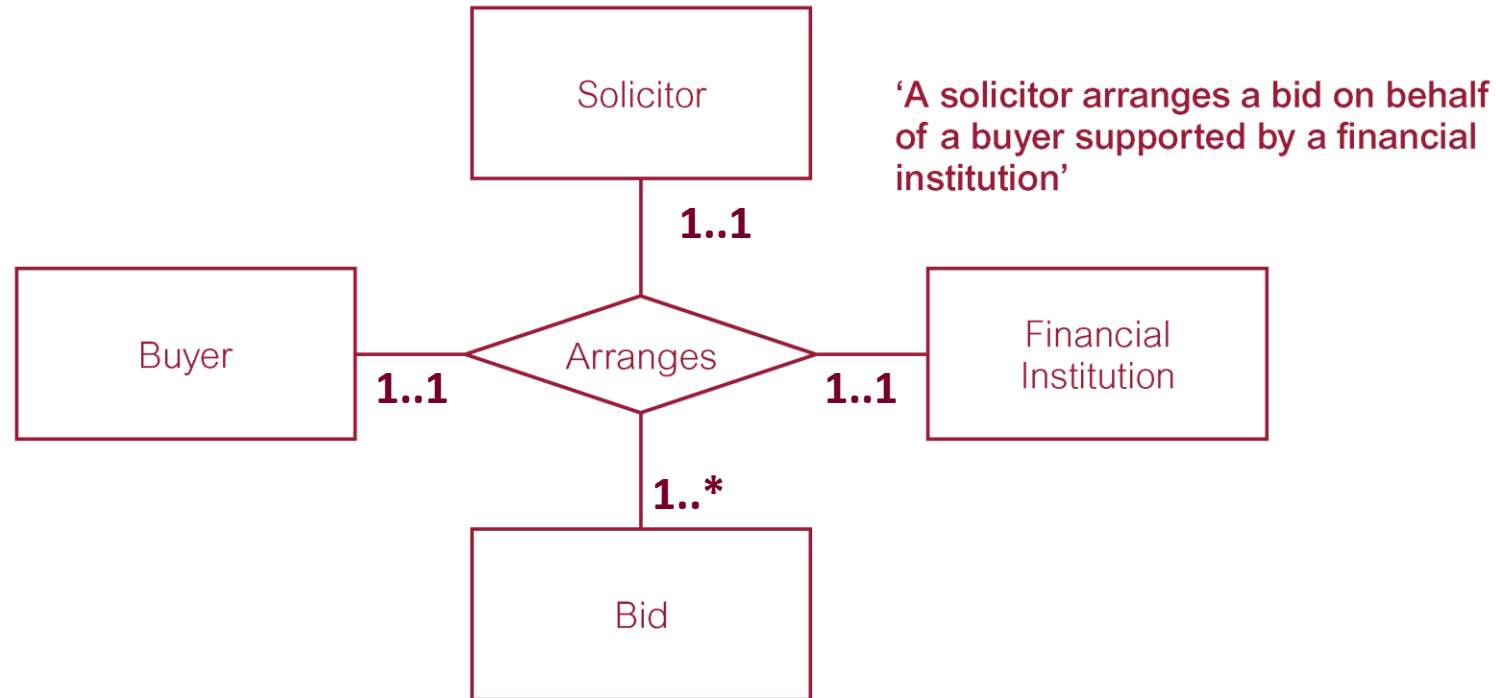 Solicitor
‘A solicitor arranges a bid on behalf
of a buyer supported by a financial
institution’
1..1
Buyer
Arranges
Financial
Institution
1..1
1..1
1..*
Bid